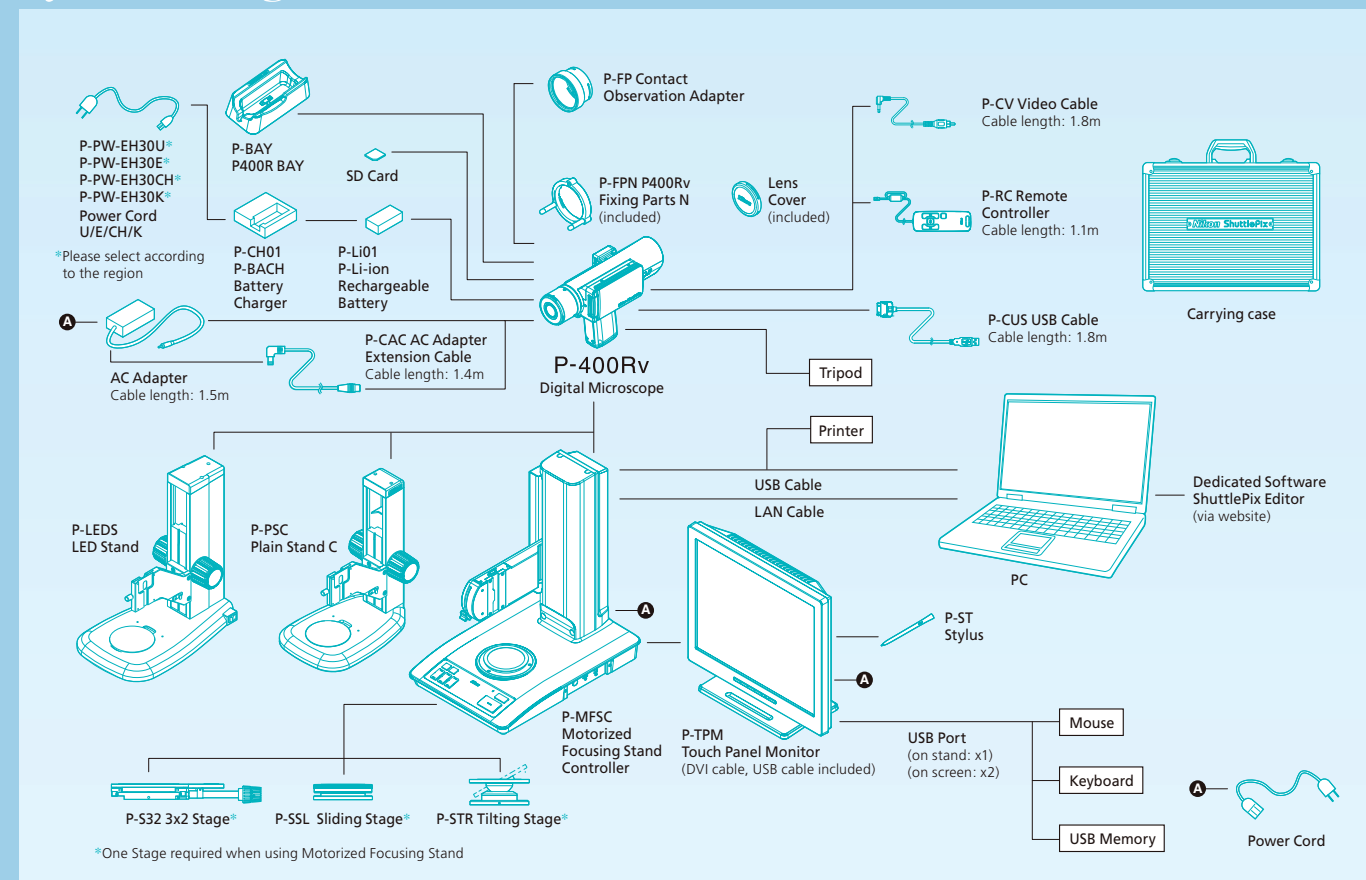 P-FP Contact
Observation Adapter
P-CV Video Cable
Cable length: 1.8m
P-PW-EH30U*
P-PW-EH30E*
P-PW-EH30CH*
P-PW-EH30K*
Power Cord
U/E/CH/K
*Please select according
to the region
P-BAY
P400R BAY
SD Card
P-FPN P400Rv
Fixing Parts N
(included)
Lens
Cover
(included)
P-RC Remote
Controller
Cable length: 1.1m
Nikon ShuttlePix
Carrying case
P-CH01
P-BACH
Battery
Charger
P-Li01
P-Li-ion
Rechargeable
Battery
A
AC Adapter
Cable length: 1.5m
P-CAC AC Adapter
Extension Cable
Cable length: 1.4m
P-400Rv
Digital Microscope
P-CUS USB Cable
Cable length: 1.8m
Tripod
Printer
USB Cable
LAN Cable
Dedicated Software
ShuttlePix Editor
(via website)
PC
P-LEDS
LED Stand
P-PSC
Plain Stand C
A
P-ST
Stylus
A
P-MFSC
Motorized
Focusing Stand
Controller
P-TPM
Touch Panel Monitor
(DVI cable, USB cable included)
USB Port
(on stand: x1)
(on screen: x2)
Mouse
Keyboard
USB Memory
A
Power Cord
P-S32 3x2 Stage*
P-SSL Sliding Stage*
P-STR Tilting Stage*
*One Stage required when using Motorized Focusing Stand